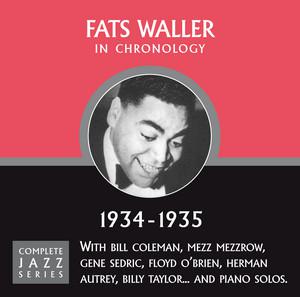 FATS WALLER
IN CHRONOLOGY
1934-1935
COMPLETE
JAZZ
SERIES
WITH BILL COLEMAN, MEZZ MEZZROW,
GENE SEDRIC, FLOYD O'BRIEN, HERMAN
AUTREY, BILLY TAYLOR... AND PIANO SOLOS.